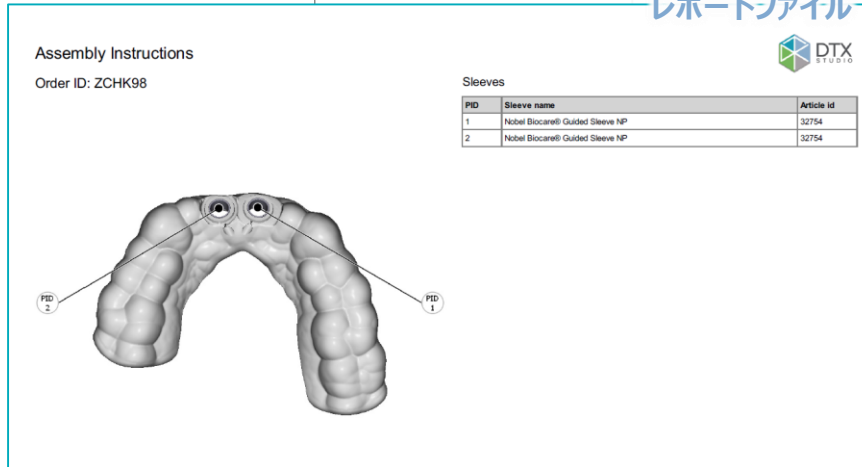 レポートファイル
Assembly Instructions
DTX
STUDIO
Order ID: ZCHK98
Sleeves
PID Sleeve name Article id
1 Nobel Biocare® Guided Sleeve NP 32754
2 Nobel Biocare® Guided Sleeve NP 32754
PID
2
PID
1